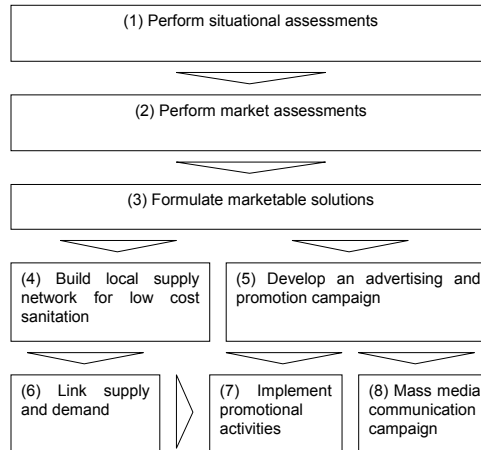 (1) Perform situational assessments
(2) Perform market assessments
(3) Formulate marketable solutions
(4) Build local supply
network for low cost
sanitation
(5) Develop an advertising and
promotion campaign
(6) Link supply
and demand
(7) Implement
promotional
activities
(8) Mass media
communication
campaign